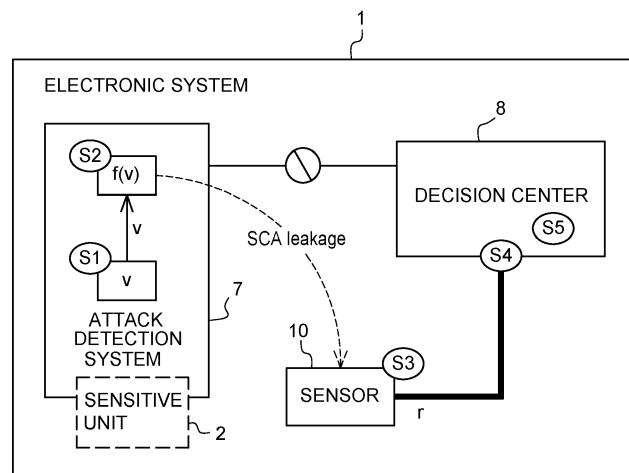 1
ELECTRONIC SYSTEM
8
S2
f(v)
DECISION CENTER
v
SCA leakage
S5
S1
v
S4
7
ATTACK
DETECTION
SYSTEM
10
S3
SENSOR
SENSITIVE
UNIT
r
2